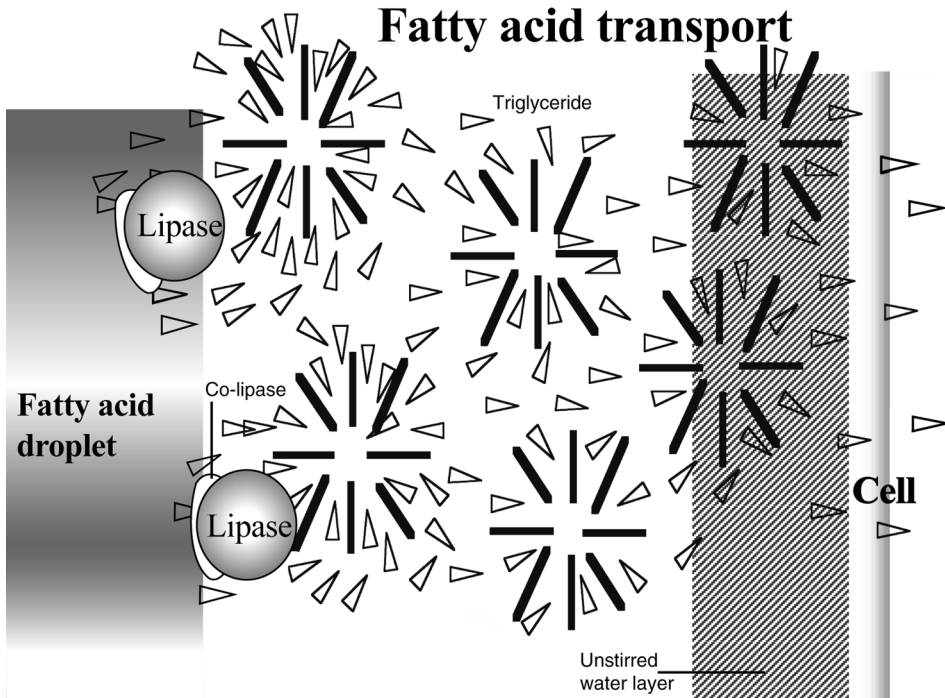 Fatty acid transport
Triglyceride
Lipase
Co-lipase
Fatty acid
droplet
Cell
Lipase
Unstirred
water layer